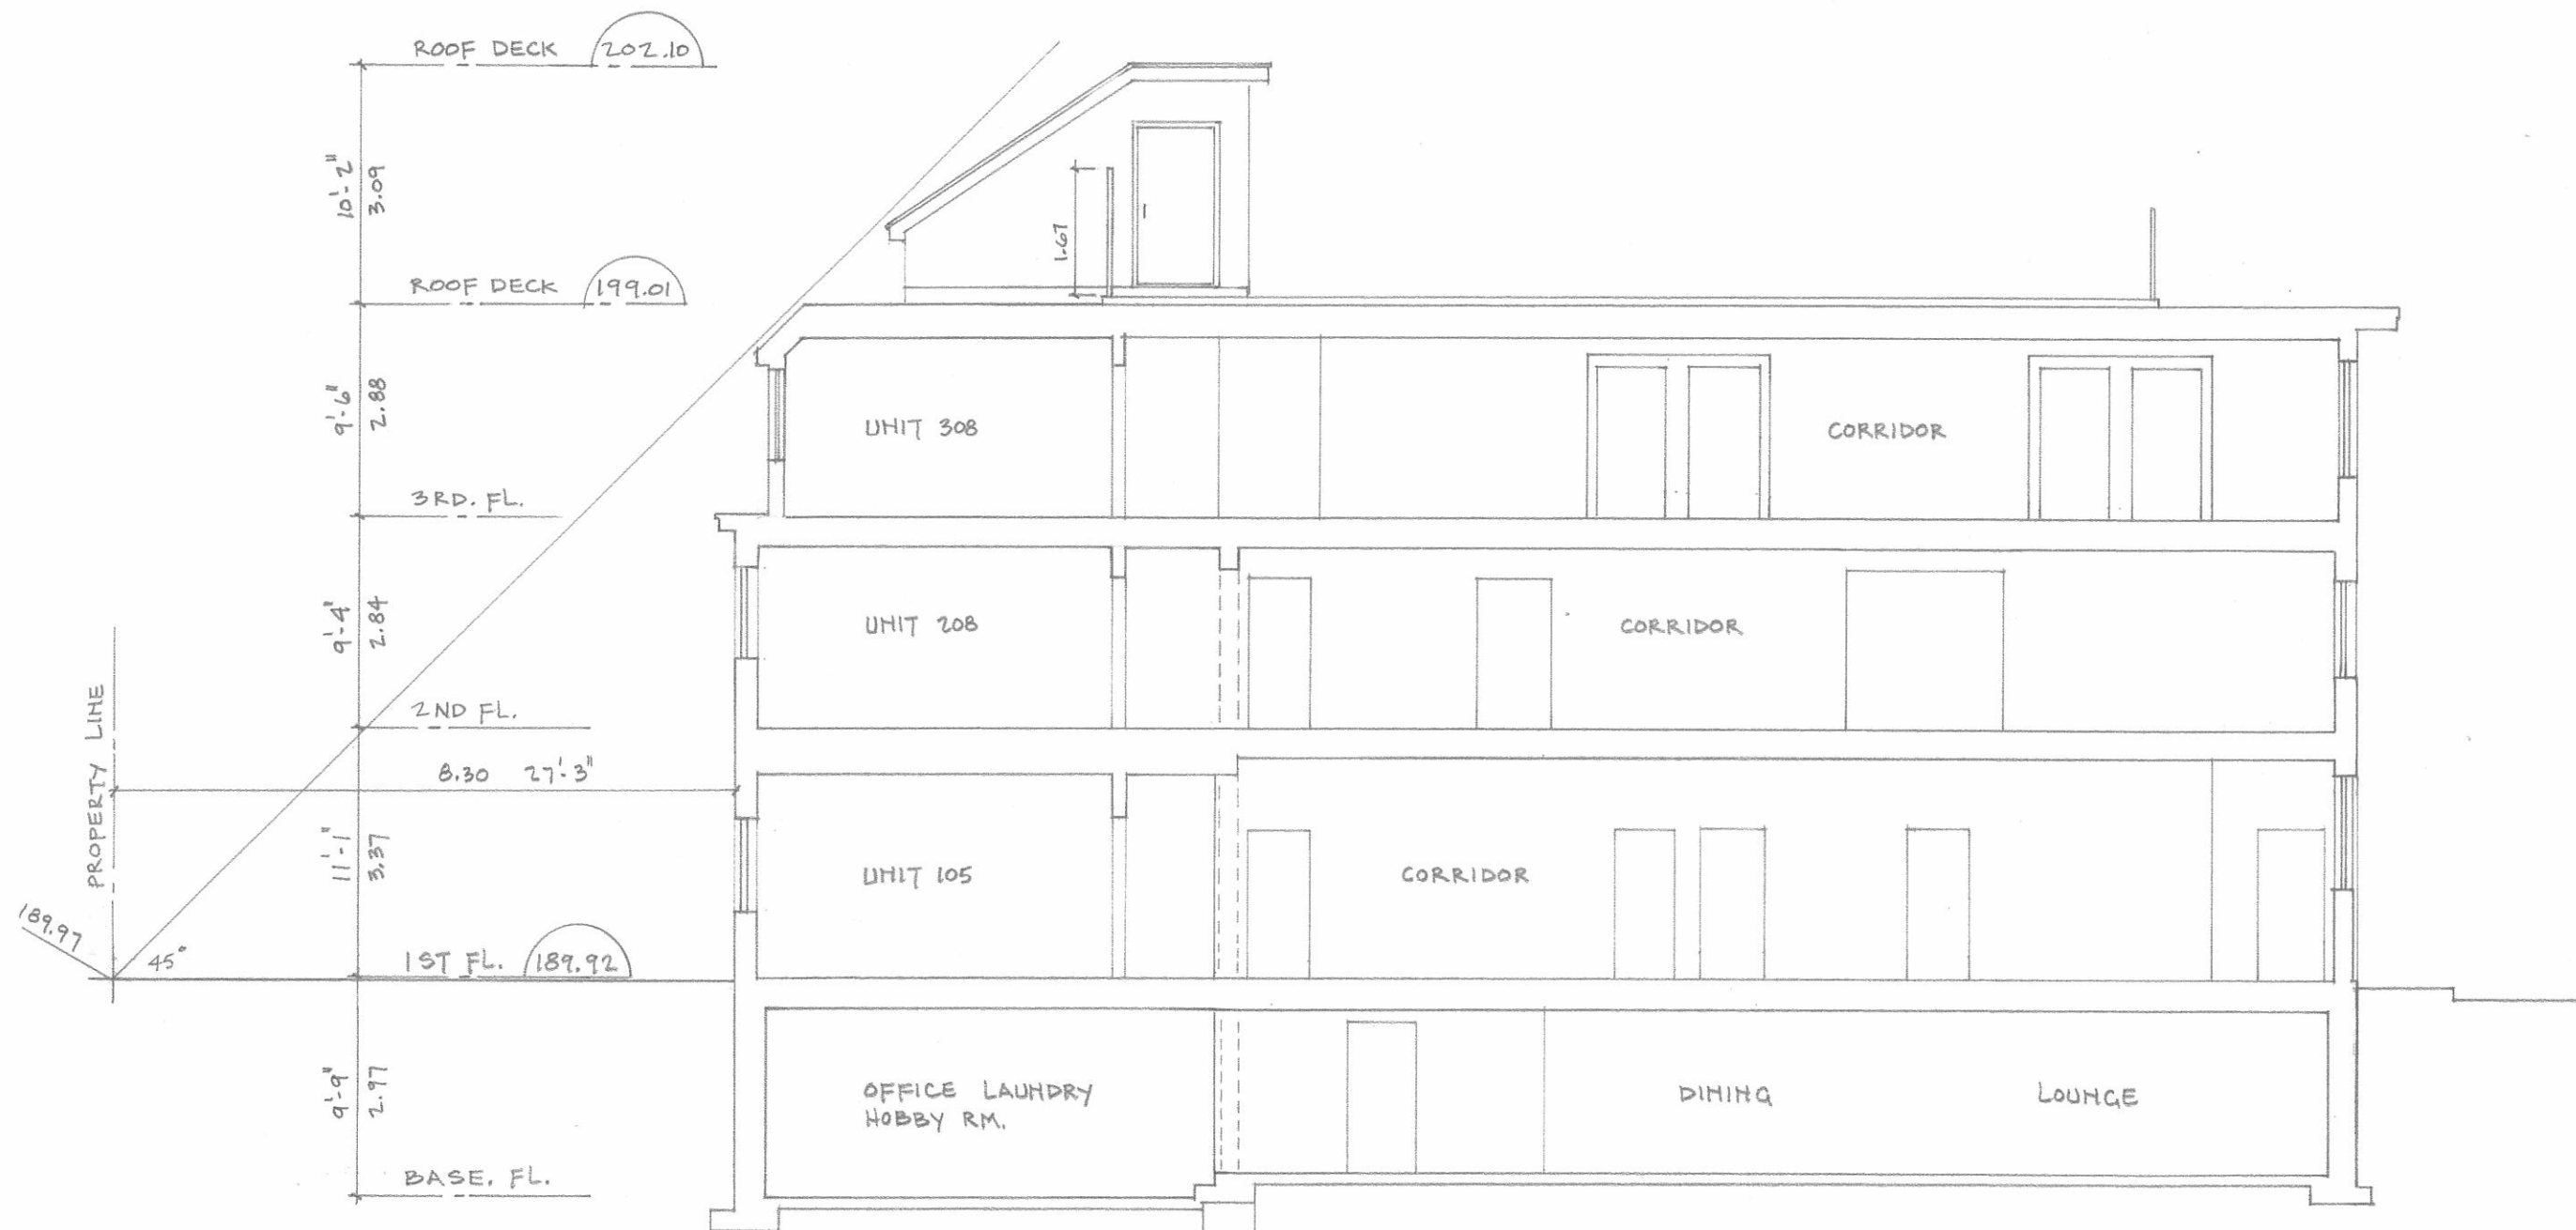 ROOF DECK 202.10
10'-2"
3.09
1.67
ROOF DECK 199.01
9'-6"
2.88
UNIT 308
CORRIDOR
3RD. FL.
9'-4"
2.84
UNIT 208
CORRIDOR
2ND FL.
PROPERTY LINE
8.30 27'-3"
11'-1"
3.37
UNIT 105
CORRIDOR
189.97
45°
1ST FL. 189.92
9'-9"
2.97
OFFICE LAUNDRY
HOBBY RM.
DINING
LOUNGE
BASE. FL.